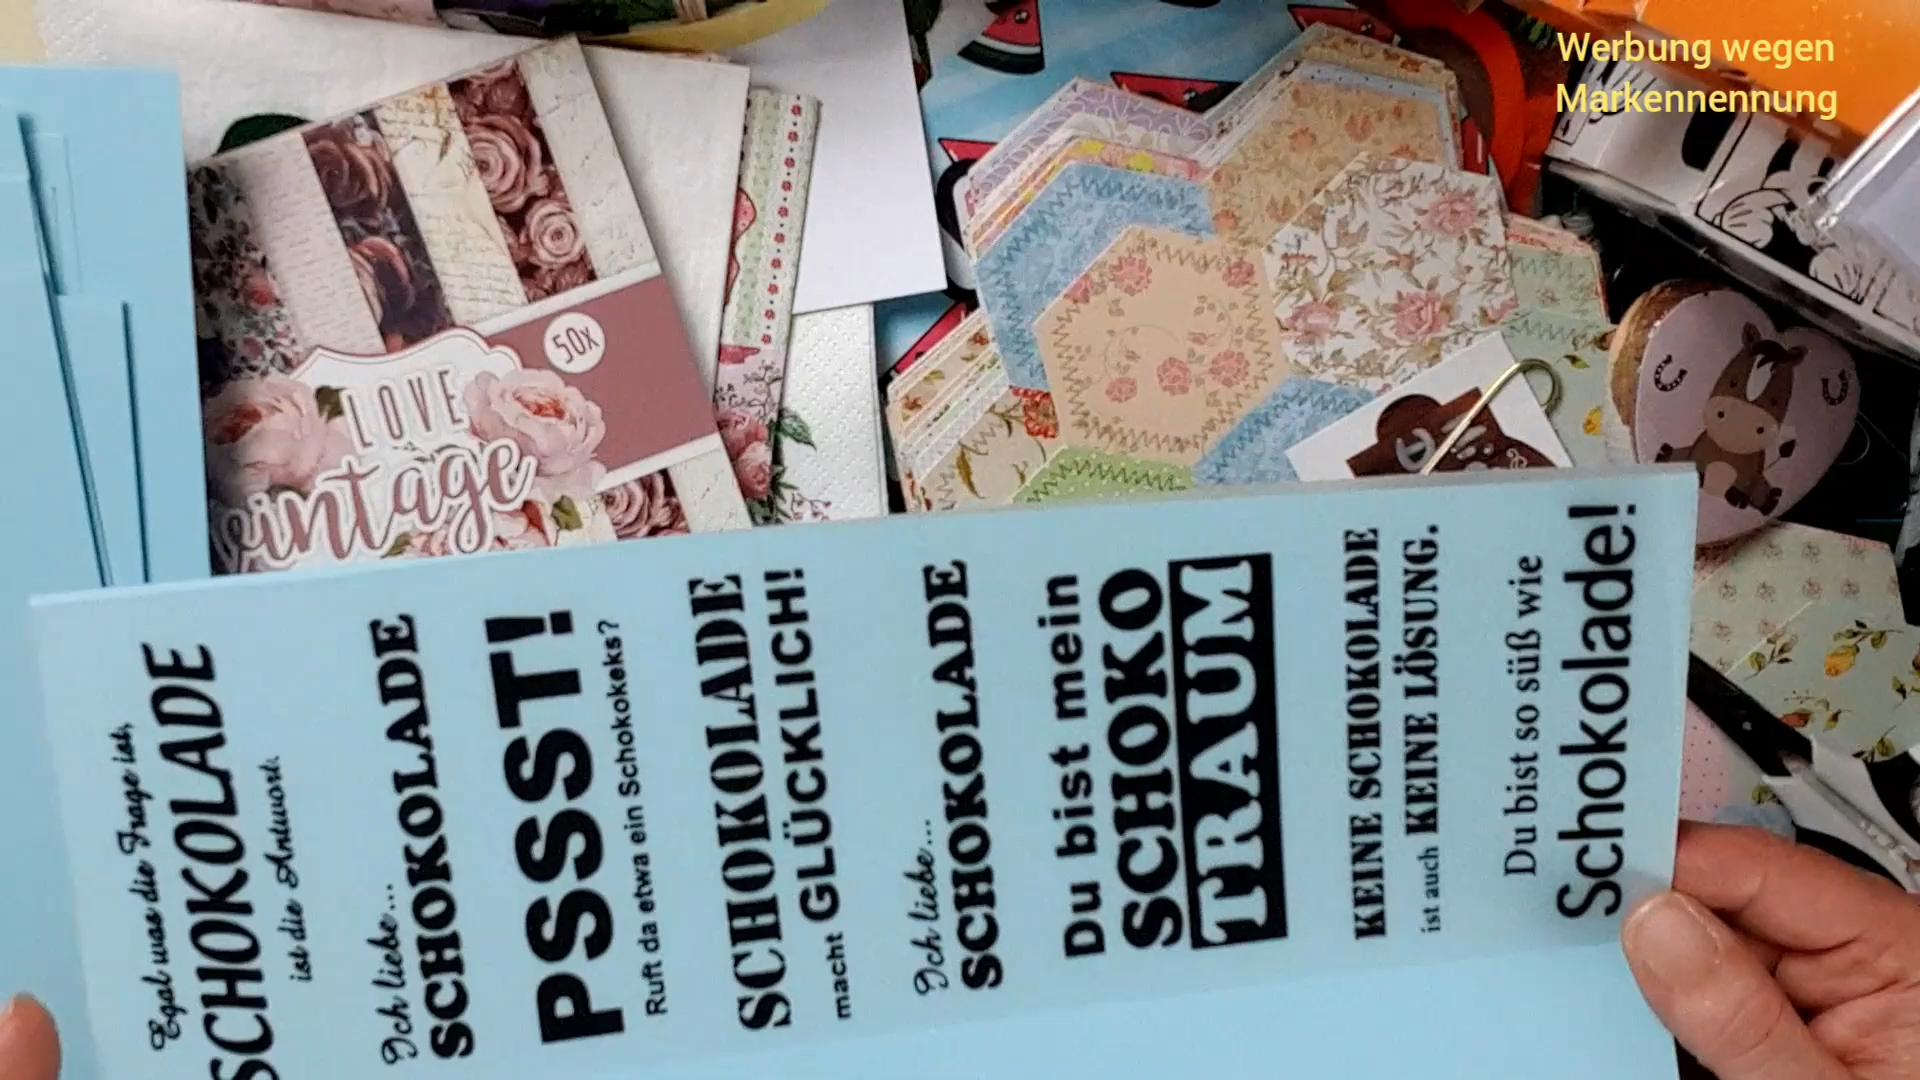 Werbung wegen
Markennennung
50X
LOVE
vintage
Egal was die Frage ist,
SCHOKOLADE
ist die Antwort.
Ich liebe...
SCHOKOLADE
PSSST!
Ruft da etwa ein Schokokeks?
SCHOKOLADE
macht GLÜCKLICH!
Ich liebe...
SCHOKOLADE
Du bist mein
SCHOKO
TRAUM
KEINE SCHOKOLADE
ist auch KEINE LÖSUNG.
Du bist so süß wie
Schokolade!